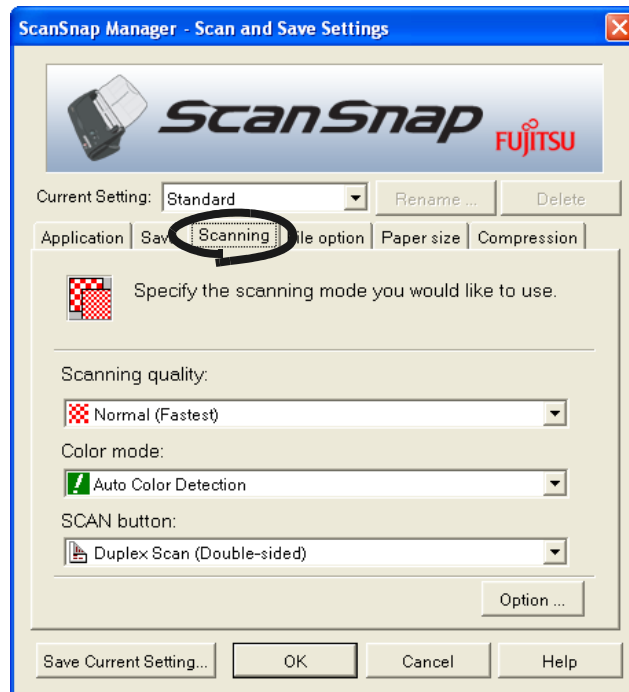 ScanSnap Manager - Scan and Save Settings
ScanSnap FUJITSU
Current Setting: Standard Rename ... Delete
Application Scanning option Paper size Compression
Specify the scanning mode you would like to use.
Scanning quality:
Normal (Fastest)
Color mode:
Auto Color Detection
SCAN button:
Duplex Scan (Double-sided)
Option ...
Save Current Setting... OK Cancel Help